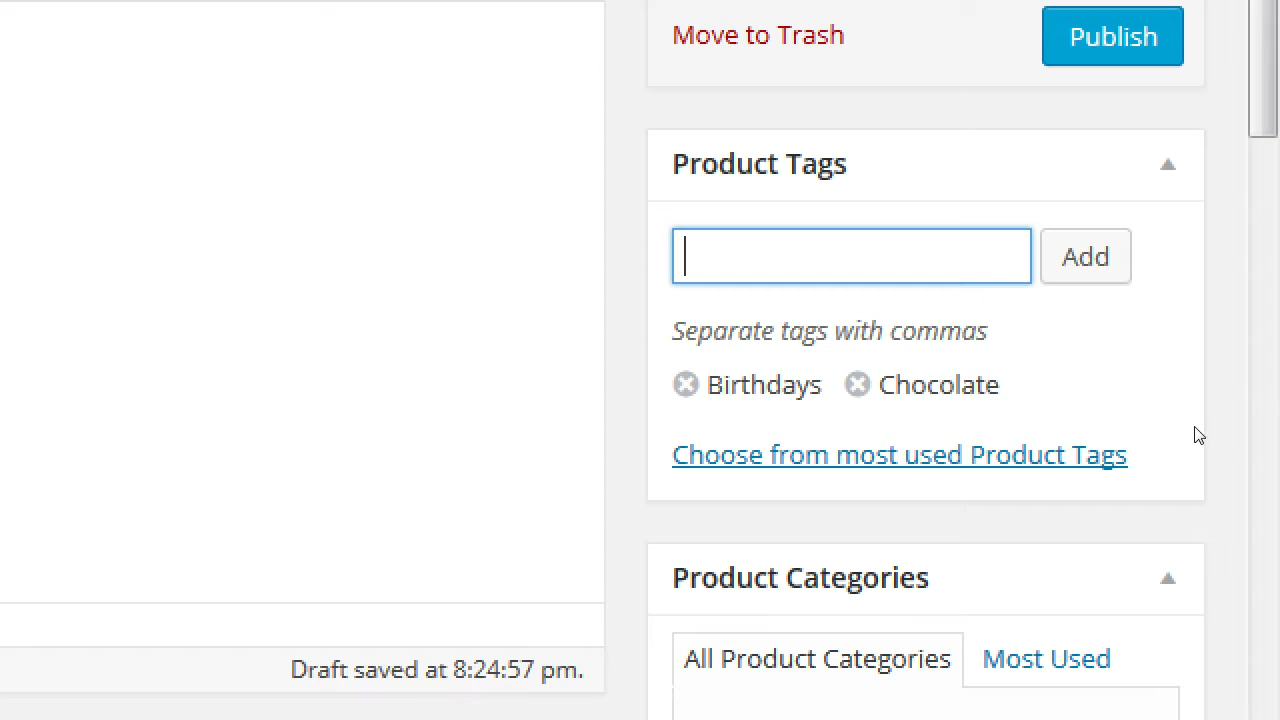 Move to Trash
Publish
Product Tags
Add
Separate tags with commas
Birthdays Chocolate
Choose from most used Product Tags
Product Categories
All Product Categories Most Used
Draft saved at 8:24:57 pm.